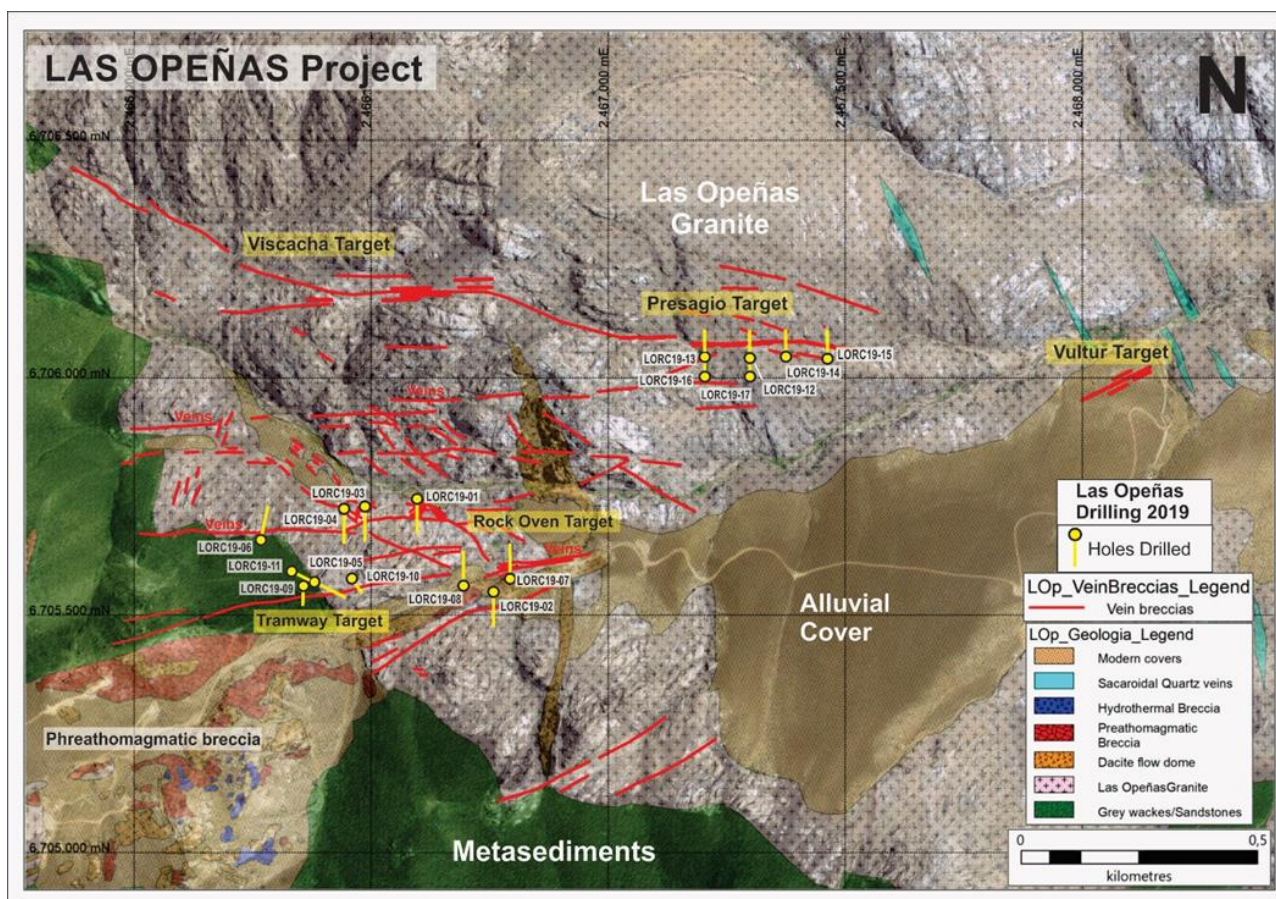 LAS OPEÑAS Project
N
2.467.000 mE
2.467.500 mE
2.468.000 mE
6.706.500 mN
Las Opeñas
Granite
Viscacha Target
Presagio Target
LORC19-13
LORC19-15
LORC19-14
Vultur Target
6.706.000 mN
LORC19-16
LORC19-12
LORC19-17
Veins
Veins
LORC19-03
LORC19-01
LORC19-04
Rock Oven Target
Veins
LORC19-06
Veins
LORC19-05
LORC19-11
LORC19-10
LORC19-07
LORC19-09
LORC19-08
LORC19-02
6.705.500 mN
Tramway Target
Alluvial
Cover
Phreathomagmatic breccia
6.705.000 mN
Metasediments
Las Opeñas
Drilling 2019
Holes Drilled
LOp_VeinBreccias_Legend
Vein breccias
LOp_Geologia_Legend
Modern covers
Sacaroidal Quartz veins
Hydrothermal Breccia
Preathomagmatic
Breccia
Dacite flow dome
Las OpeñasGranite
Grey wackes/Sandstones
0
0,5
kilometres